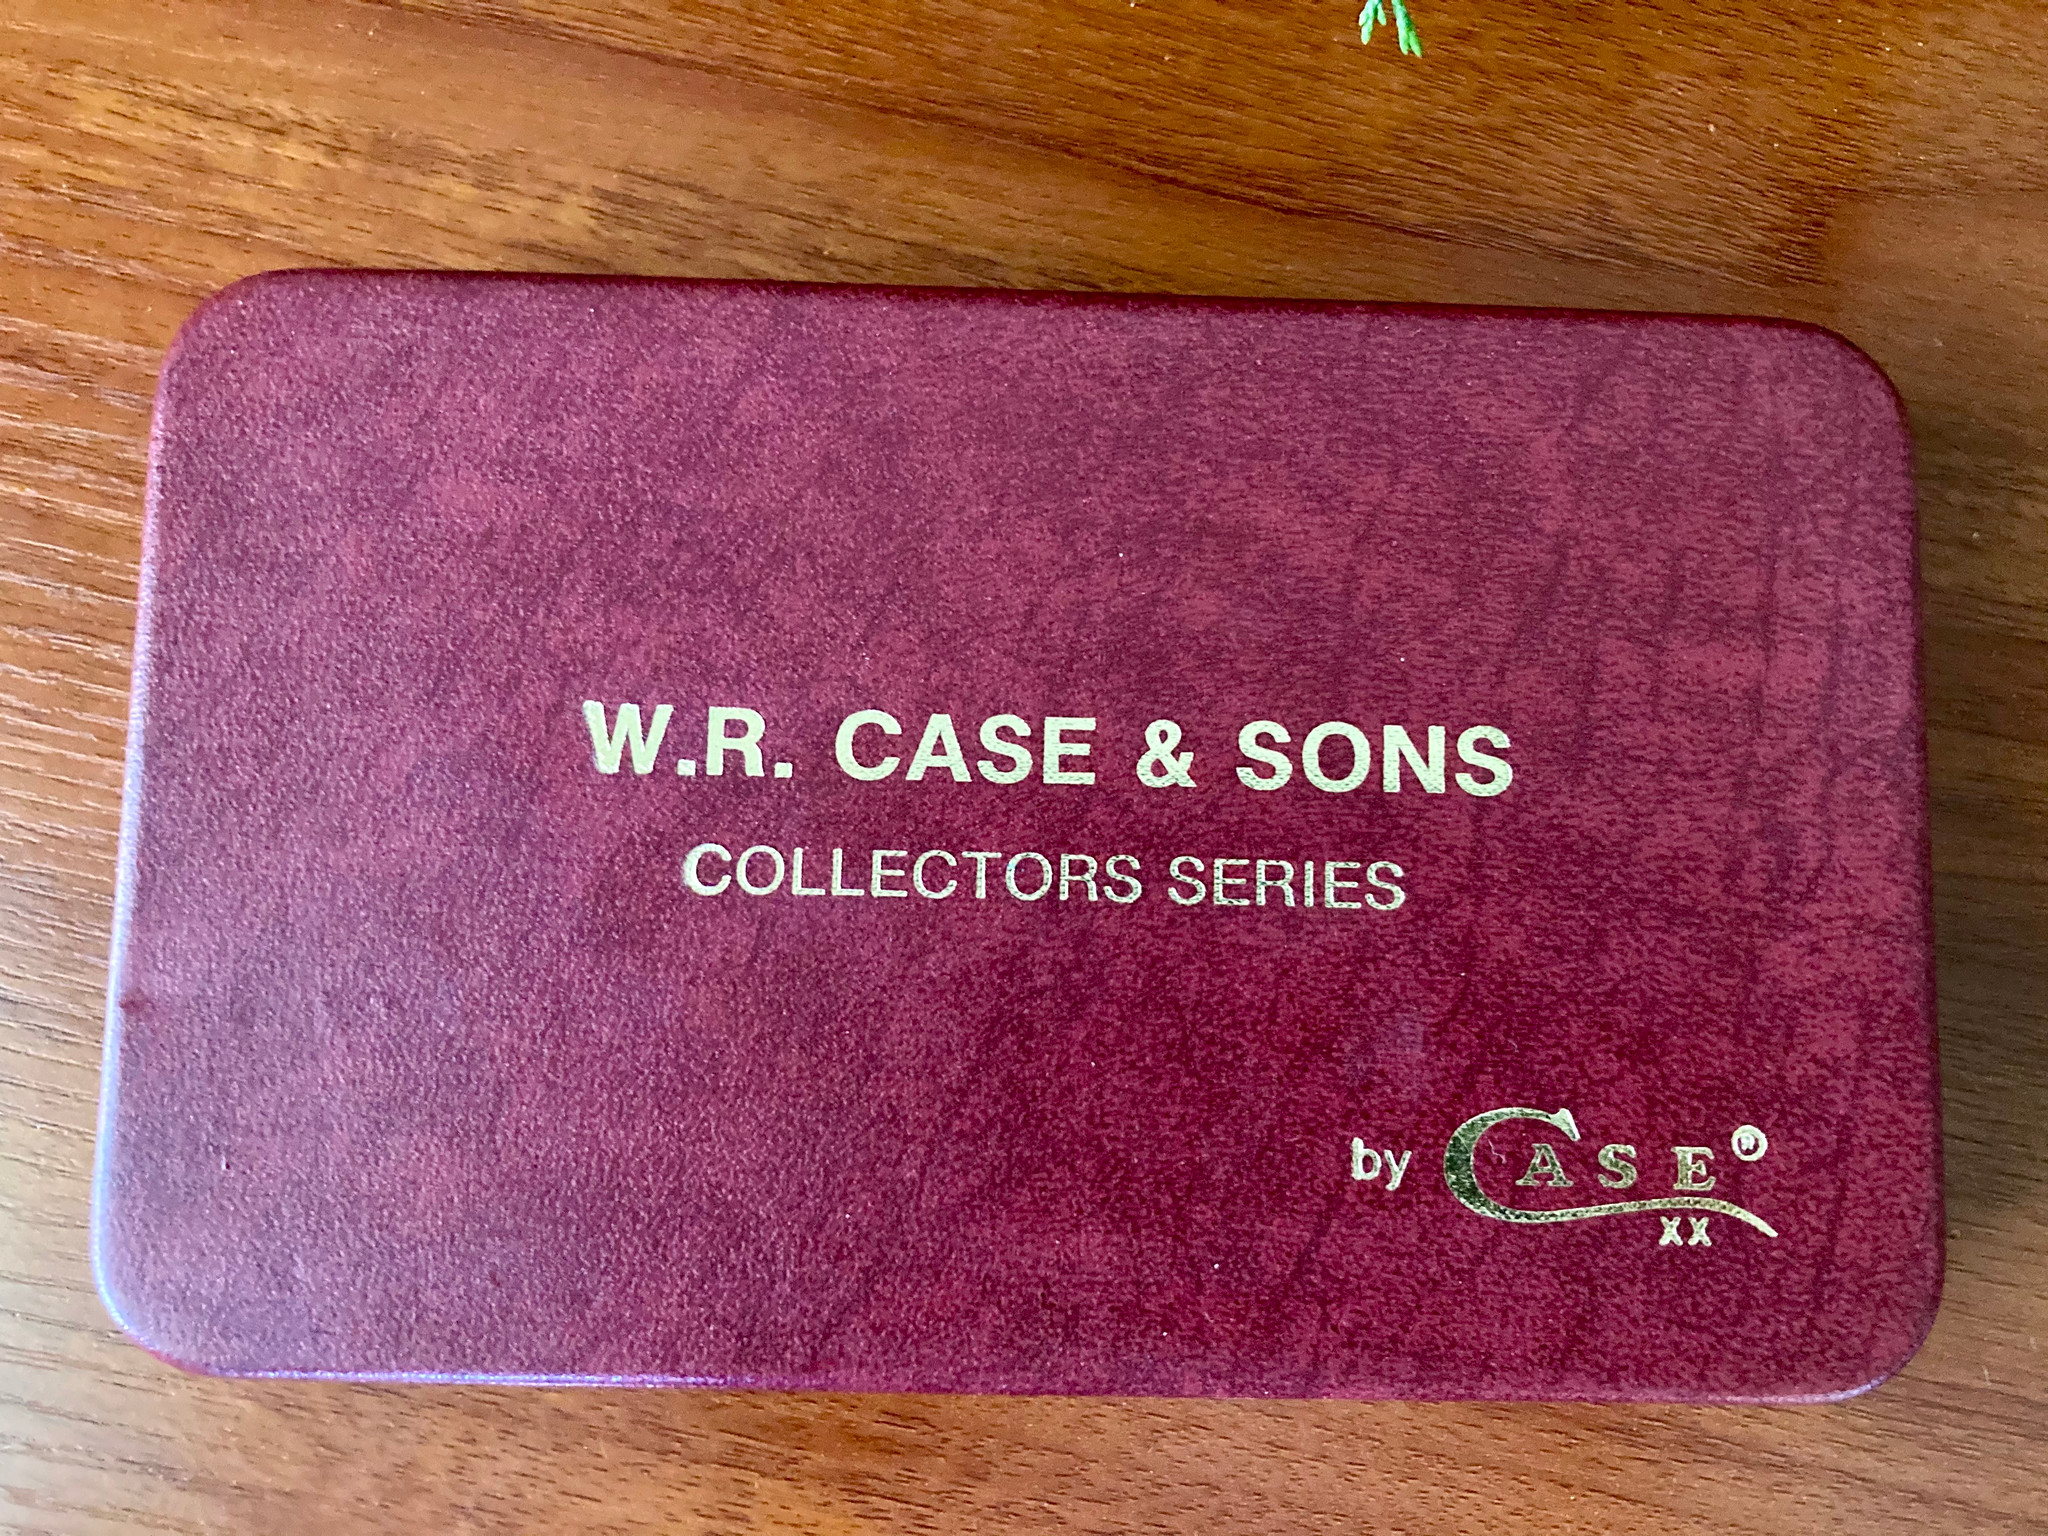 W.R. CASE & SONS
COLLECTORS SERIES
by CASE®
XX